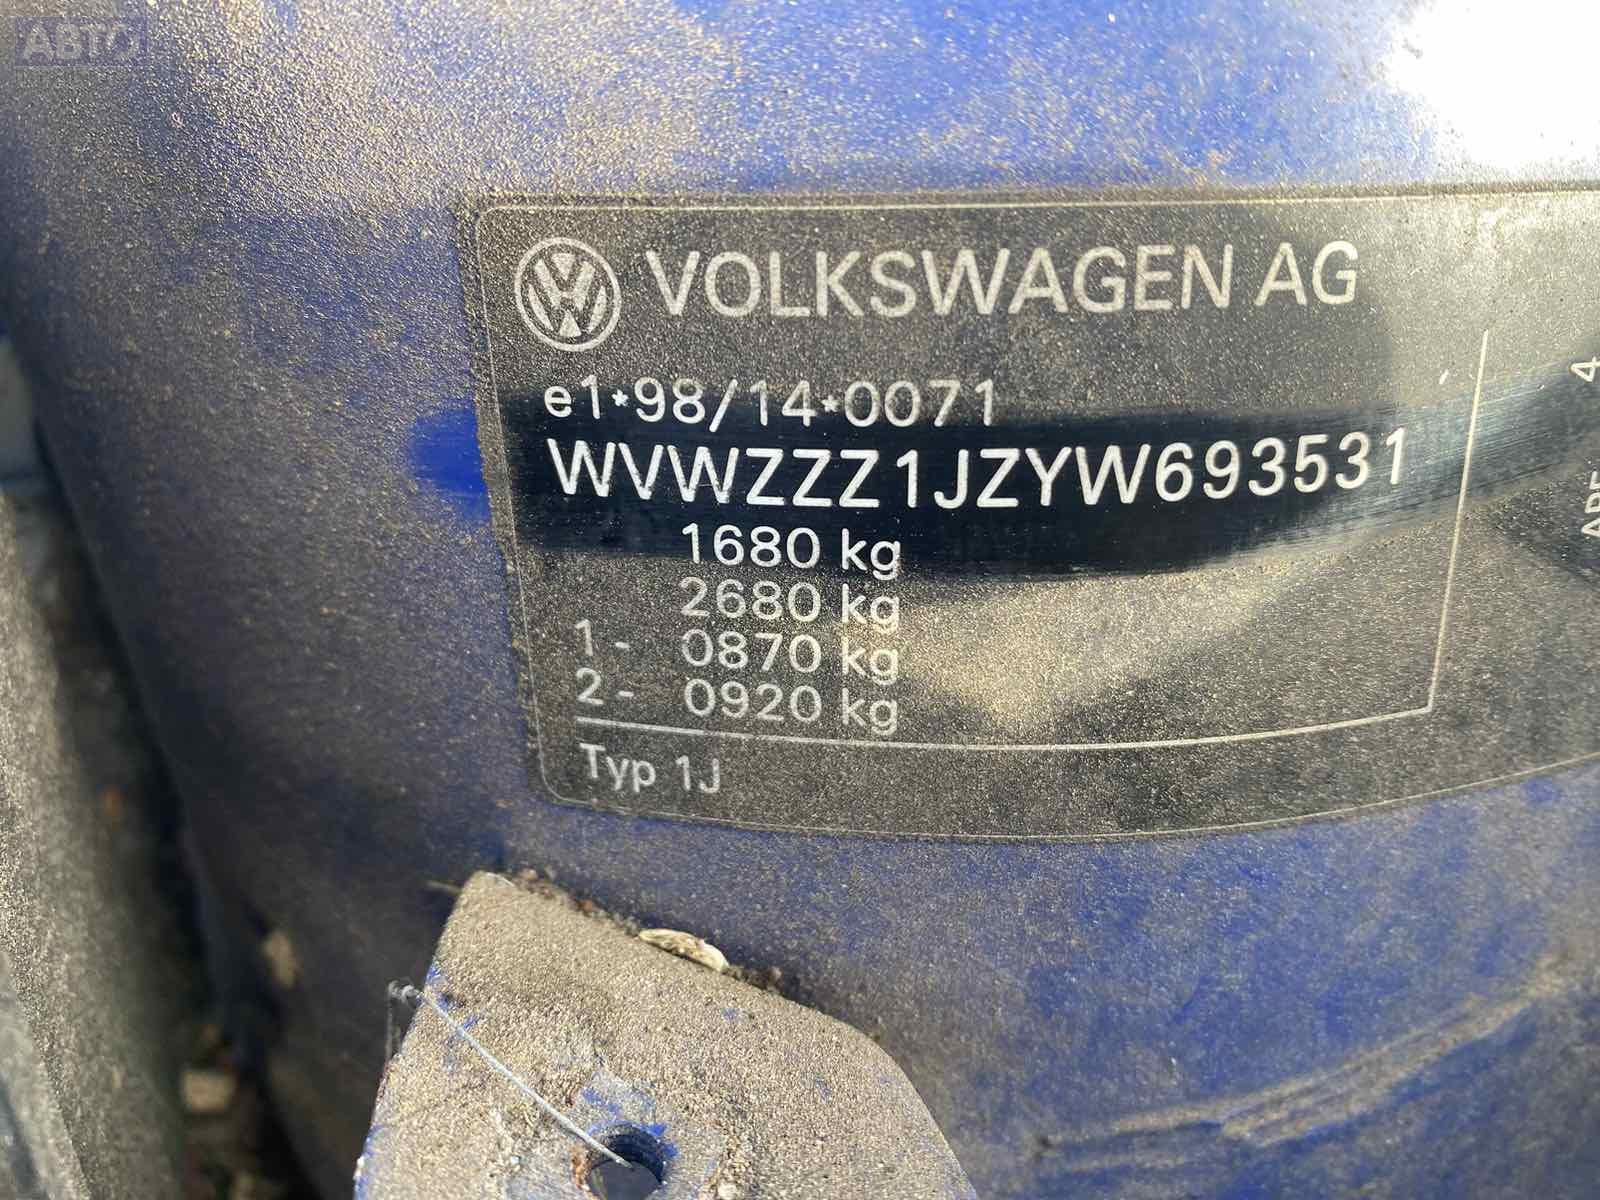 АВТО
VOLKSWAGEN AG
e1*98/14*0071
WVWZZZ1JZYW693531
1680 kg
2680 kg
1- 0870 kg
2- 0920 kg
Typ 1J
4